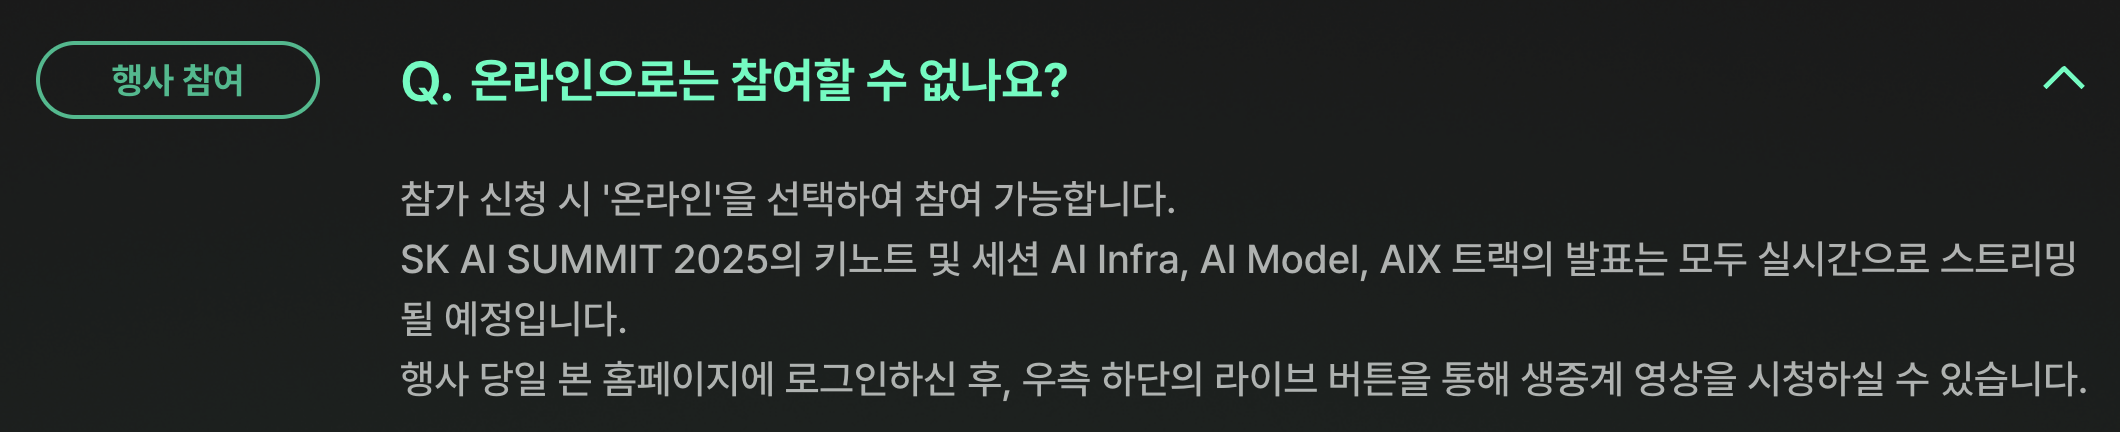 행사 참여
Q. 온라인으로는 참여할 수 없나요?
참가 신청 시 '온라인'을 선택하여 참여 가능합니다.
SK AI SUMMIT 2025의 키노트 및 세션 AI Infra, AI Model, AIX 트랙의 발표는 모두 실시간으로 스트리밍
될 예정입니다.
행사 당일 본 홈페이지에 로그인하신 후, 우측 하단의 라이브 버튼을 통해 생중계 영상을 시청하실 수 있습니다.